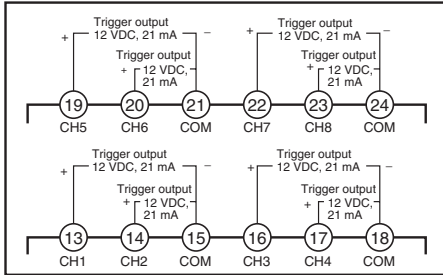 Trigger output
12 VDC, 21 mA
+ −
Trigger output
12 VDC,
21 mA
+
Trigger output
12 VDC, 21 mA
+ −
Trigger output
12 VDC,
21 mA
+
19 20 21 22 23 24
CH5 CH6 COM CH7 CH8 COM
Trigger output
12 VDC, 21 mA
+ −
Trigger output
12 VDC,
21 mA
+
Trigger output
12 VDC, 21 mA
+ −
Trigger output
12 VDC,
21 mA
+
13 14 15 16 17 18
CH1 CH2 COM CH3 CH4 COM